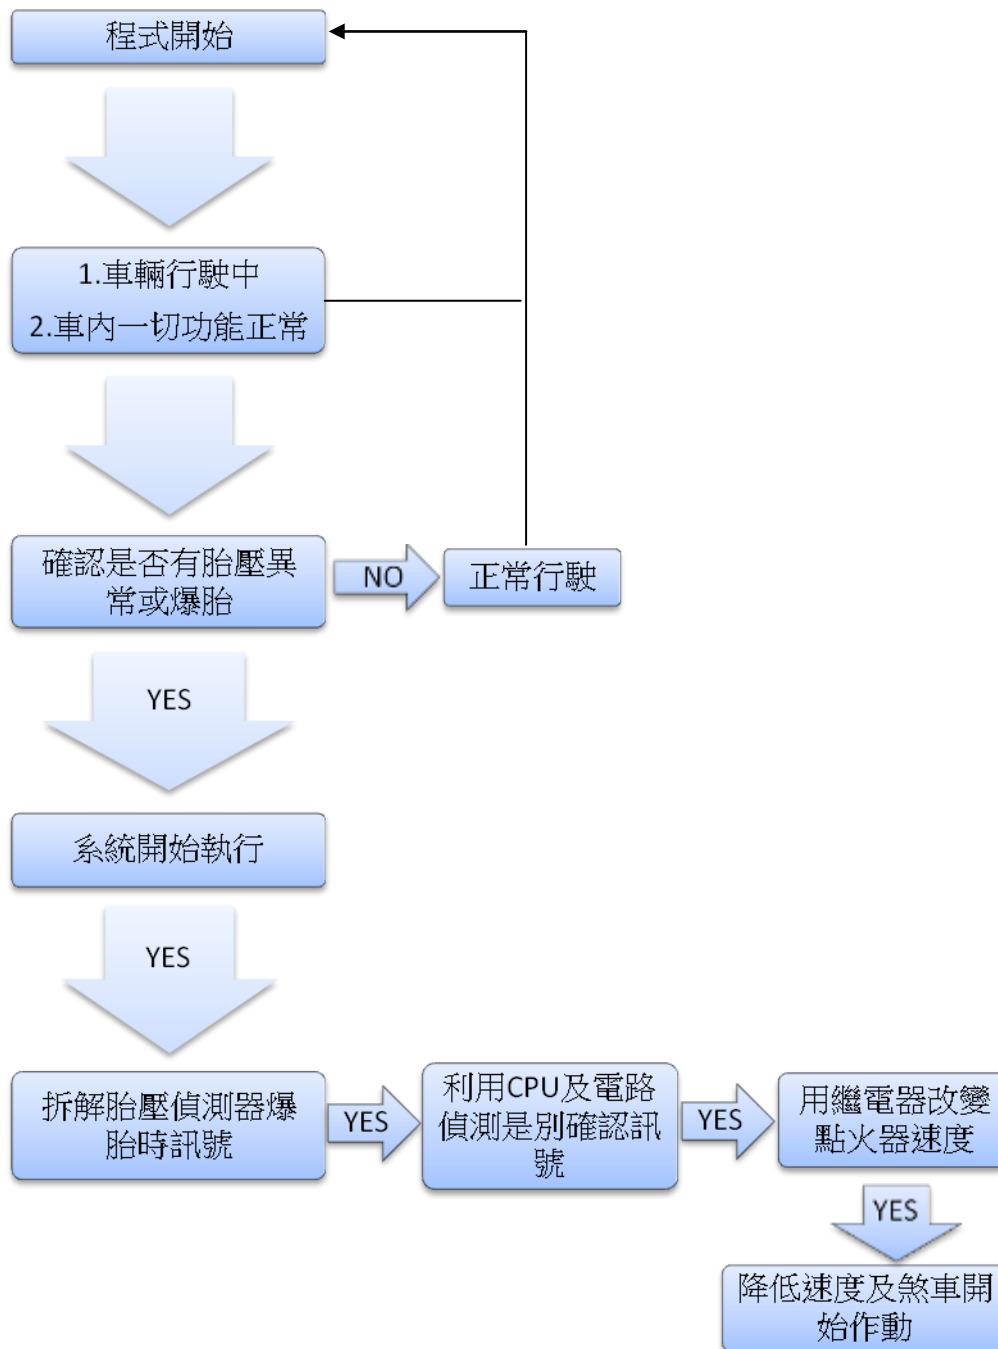 程式開始
1.車輛行駛中
2.車內一切功能正常
確認是否有胎壓異
常或爆胎
NO
正常行駛
YES
系統開始執行
YES
拆解胎壓偵測器爆
胎時訊號
YES
利用CPU及電路
偵測是別確認訊
號
YES
用繼電器改變
點火器速度
YES
降低速度及煞車開
始作動